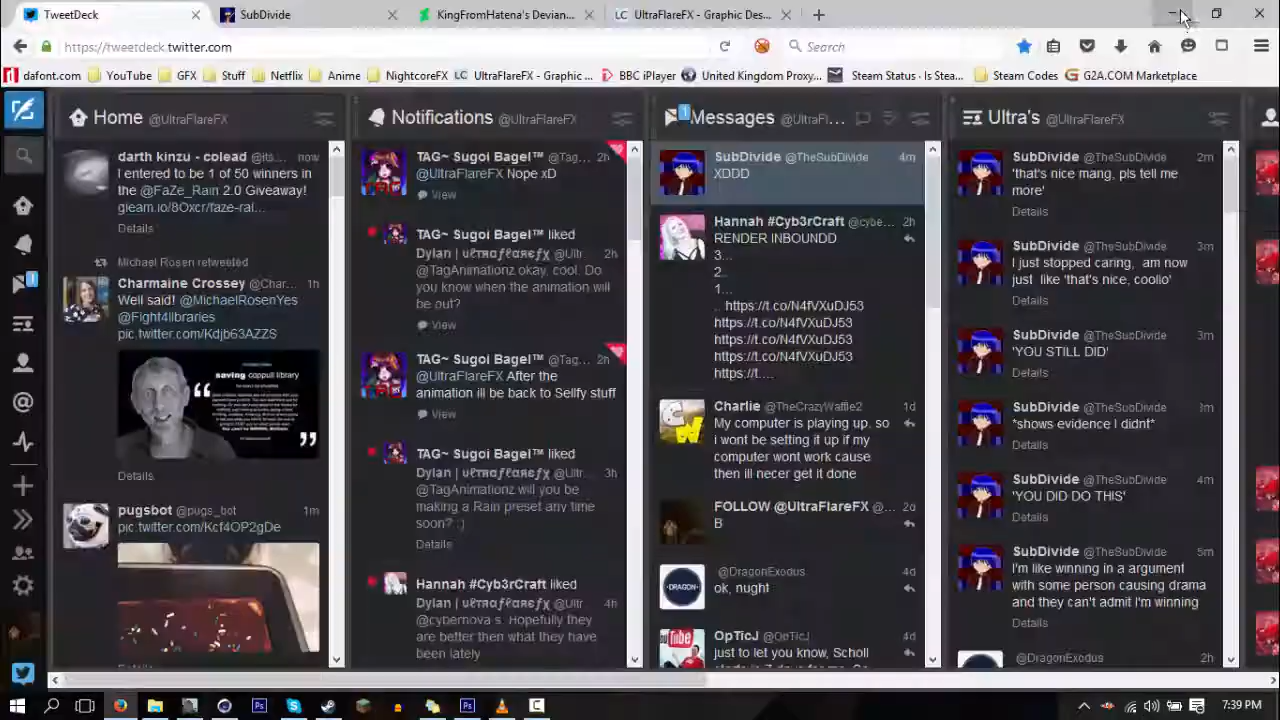 TweetDeck
SubDivide
KingFromHatena's Devian...
UltraFlareFX - Graphic Des...
https://tweetdeck.twitter.com
Search
dafont.com
YouTube
GFX
Stuff
Netflix
Anime
NightcoreFX
LC UltraFlareFX - Graphic ...
BBC iPlayer
United Kingdom Proxy...
Steam Status · Is Stea...
Steam Codes
G2A.COM Marketplace
Home @UltraFlareFX
darth kinzu - colead @its... now
I entered to be 1 of 50 winners in
the @FaZe_Rain 2.0 Giveaway!
gleam.io/8Oxcr/faze-rai...
Details
Michael Rosen retweeted
Charmaine Crossey @Char... 1h
Well said! @MichaelRosenYes
@Fight4libraries
pic.twitter.com/Kdjb63AZZS
saving coppull library
Details
pugsbot @pugs_bot 1m
pic.twitter.com/Kcf4OP2gDe
Notifications @UltraFlareFX
TAG~ Sugoi Bagel™ @Tag... 2h
@UltraFlareFX Nope xD
View
TAG~ Sugoi Bagel™ liked
@TagAnimationz okay, cool. Do
you know when the animation will
be out?
View
TAG~ Sugoi Bagel™ @Tag... 2h
@UltraFlareFX After the
animation ill be back to Sellfy stuff
View
TAG~ Sugoi Bagel™ liked
@TagAnimationz will you be
making a Rain preset any time
soon? :)
Details
Hannah #Cyb3rCraft liked
@cybernova s. Hopefully they
are better then what they have
been lately
1 Messages @UltraFl...
SubDivide @TheSubDivide 4m
XDDD
Hannah #Cyb3rCraft @cybe... 2h
RENDER INBOUNDD
3...
2...
1...
.. https://t.co/N4fVXuDJ53
https://t.co/N4fVXuDJ53
https://t.co/N4fVXuDJ53
https://t.co/N4fVXuDJ53
https://t....
Charlie @TheCrazyWaffle2 1d
My computer is playing up. so
i wont be setting it up if my
computer wont work cause
then ill necer get it done
FOLLOW @UltraFlareFX @... 2d
B
@DragonExodus 4d
DRAGON
ok, nught
OpTicJ @OpTicJ 4d
just to let you know, Scholl
Ultra's @UltraFlareFX
SubDivide @TheSubDivide 2m
'that's nice mang, pls tell me
more'
Details
SubDivide @TheSubDivide 3m
I just stopped caring, am now
just like 'that's nice, coolio'
Details
SubDivide @TheSubDivide 3m
'YOU STILL DID'
Details
SubDivide @TheSubDivide 3m
*shows evidence I didnt*
Details
SubDivide @TheSubDivide 4m
'YOU DID DO THIS'
Details
SubDivide @TheSubDivide 5m
I'm like winning in a argument
with some person causing drama
and they can't admit I'm winning
Details
@DragonExodus 2h
7:39 PM